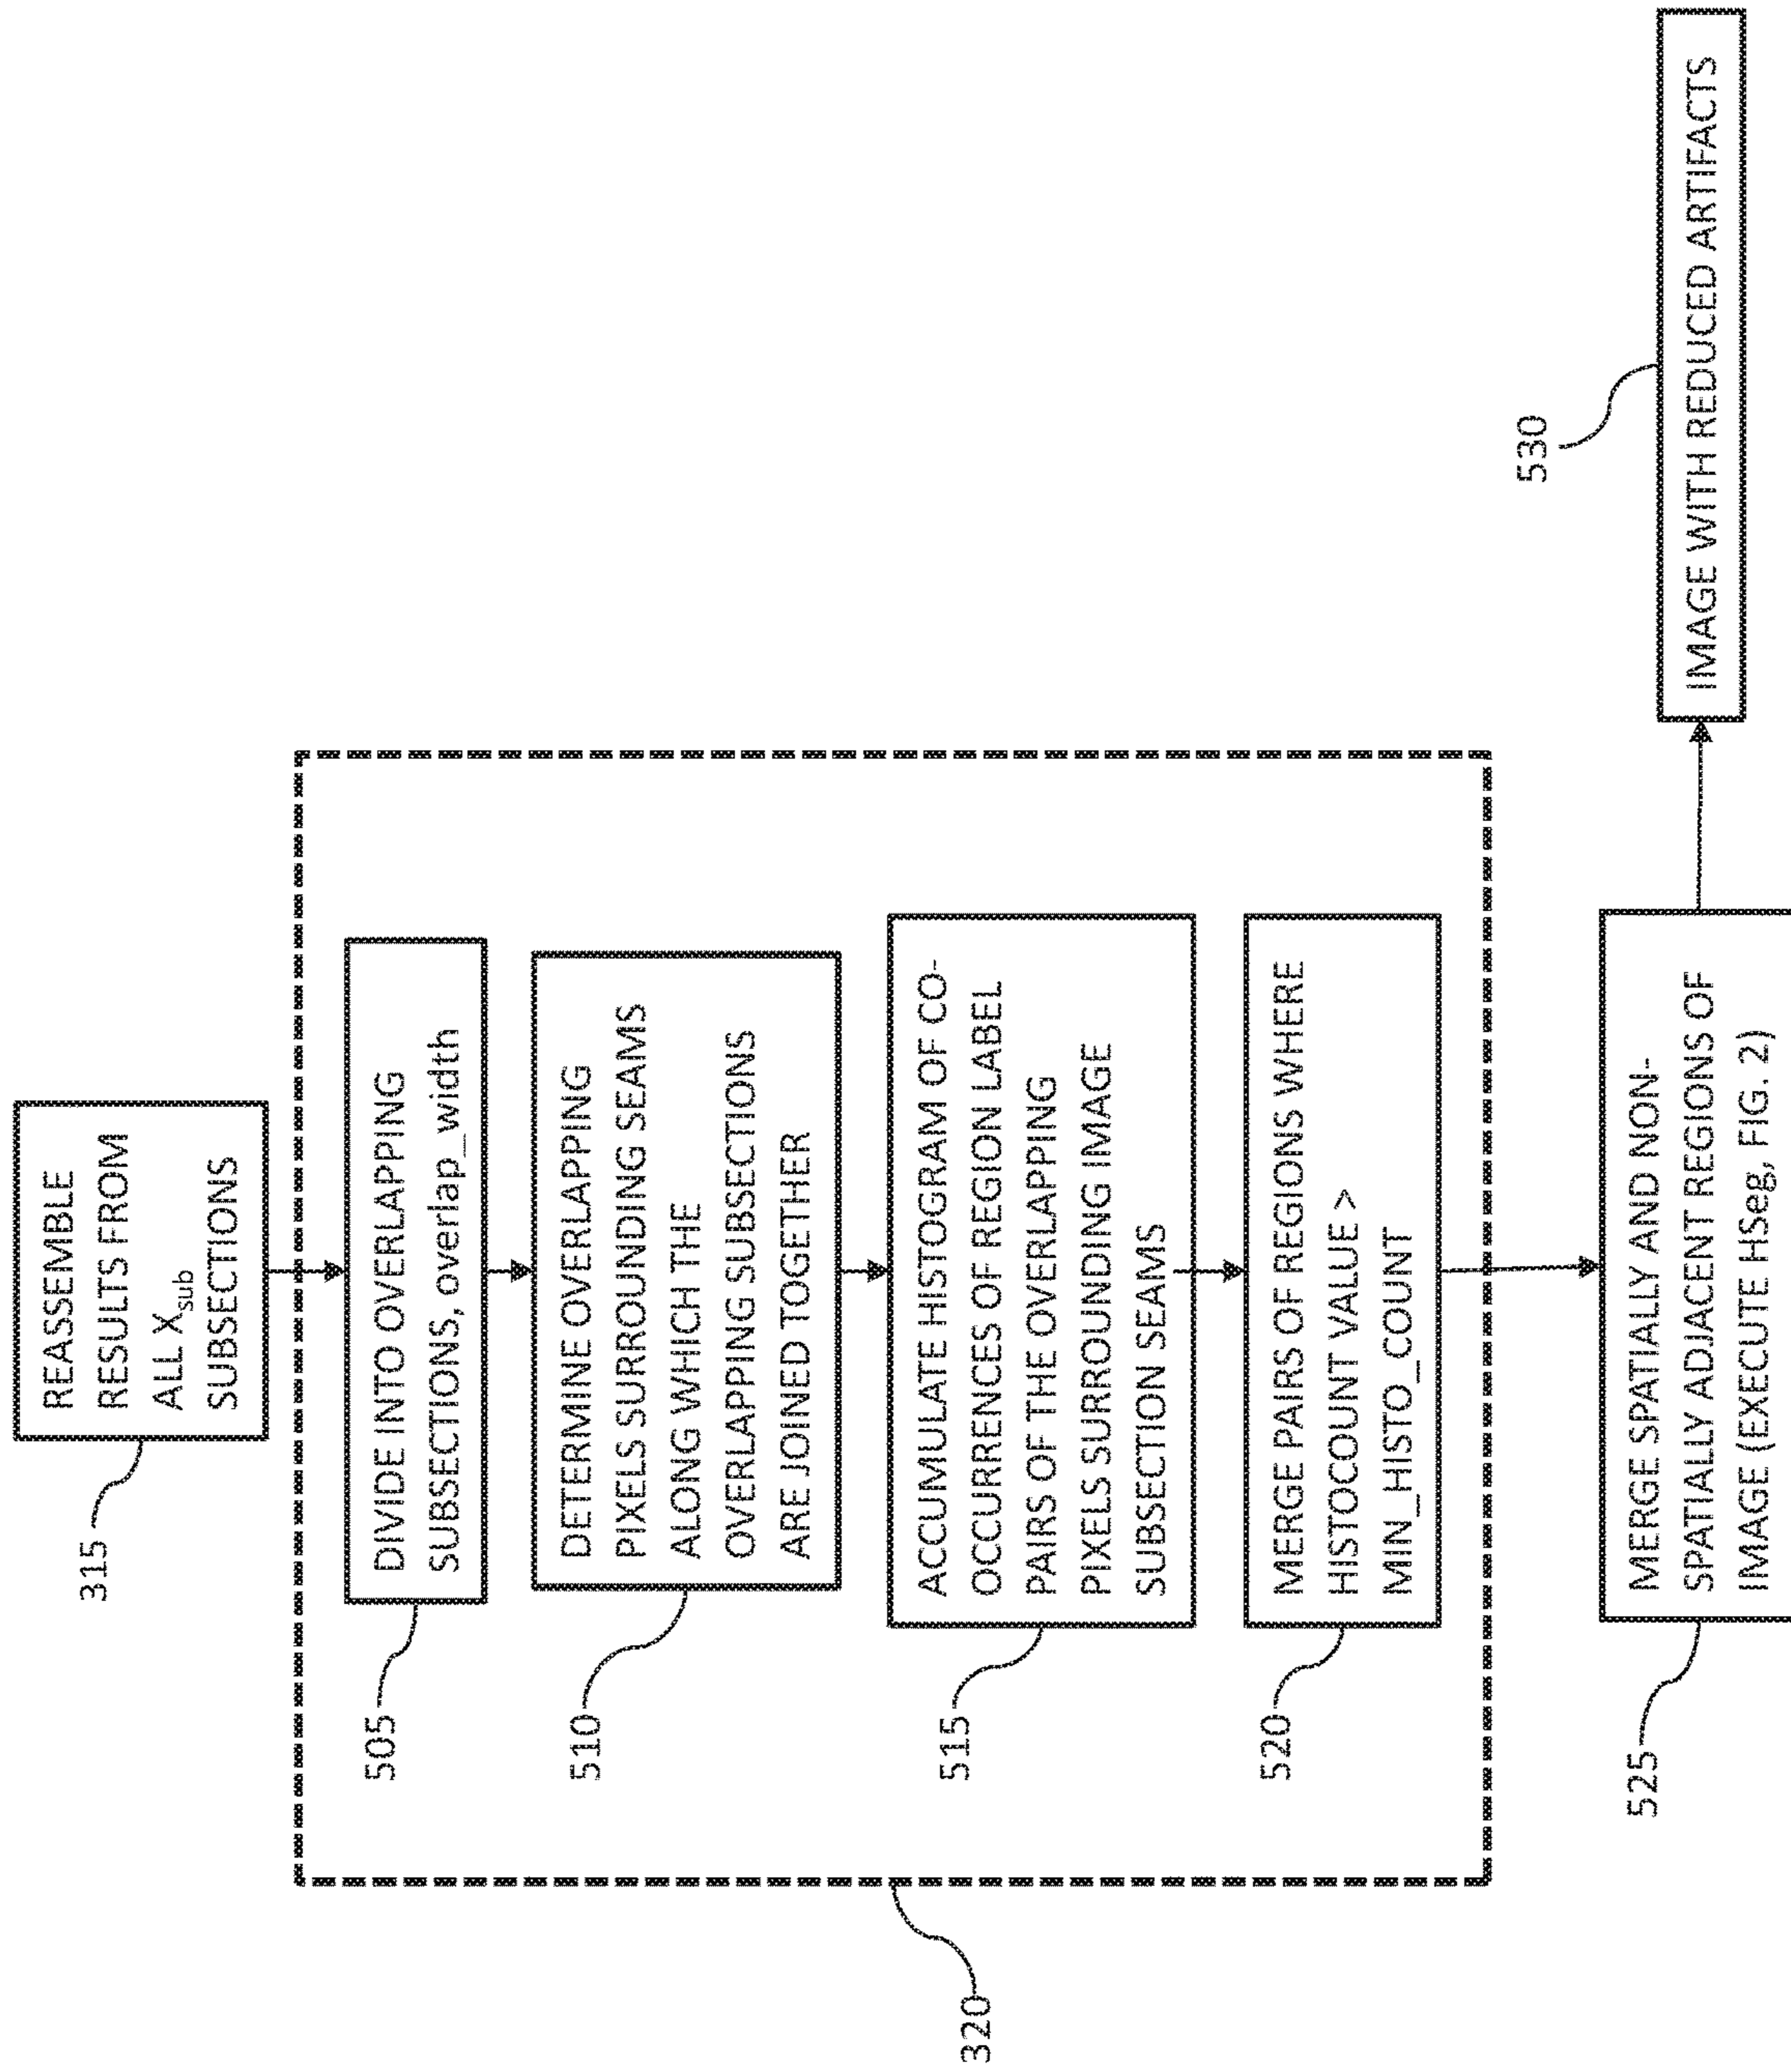 315
REASSEMBLE
RESULTS FROM
ALL Xsub
SUBSECTIONS
320
505
DIVIDE INTO OVERLAPPING
SUBSECTIONS, overlap_width
510
DETERMINE OVERLAPPING
PIXELS SURROUNDING SEAMS
ALONG WHICH THE
OVERLAPPING SUBSECTIONS
ARE JOINED TOGETHER
515
ACCUMULATE HISTOGRAM OF CO-
OCCURRENCES OF REGION LABEL
PAIRS OF THE OVERLAPPING
PIXELS SURROUNDING IMAGE
SUBSECTION SEAMS
520
MERGE PAIRS OF REGIONS WHERE
HISTOCOUNT VALUE >
MIN_HISTO_COUNT
525
MERGE SPATIALLY AND NON-
SPATIALLY ADJACENT REGIONS OF
IMAGE (EXECUTE HSeg, FIG. 2)
530
IMAGE WITH REDUCED ARTIFACTS